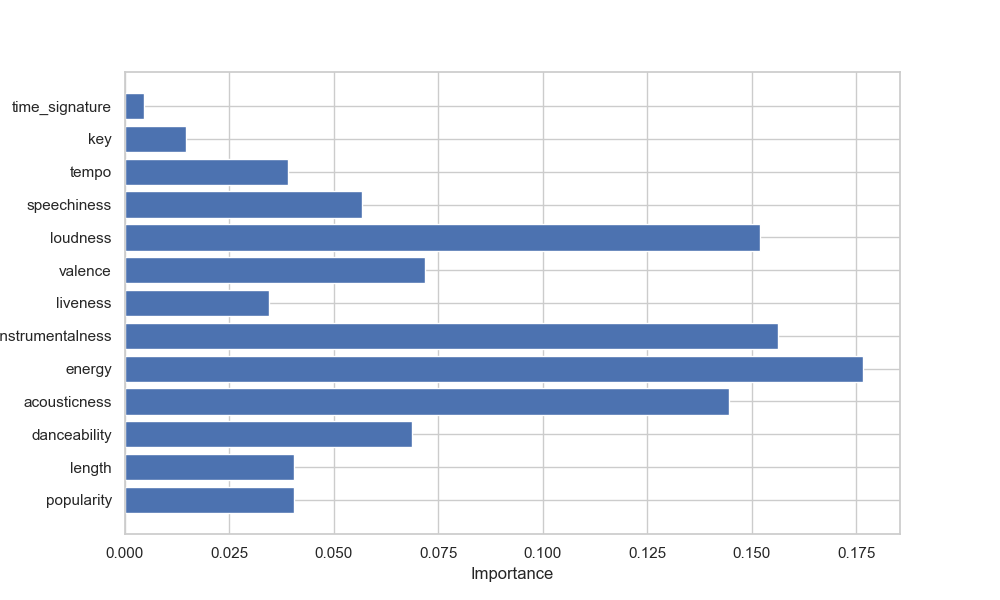 time_signature
key
tempo
speechiness
loudness
valence
liveness
nstrumentalness
energy
acousticness
danceability
length
popularity
0.000 0.025 0.050 0.075 0.100 0.125 0.150 0.175
Importance